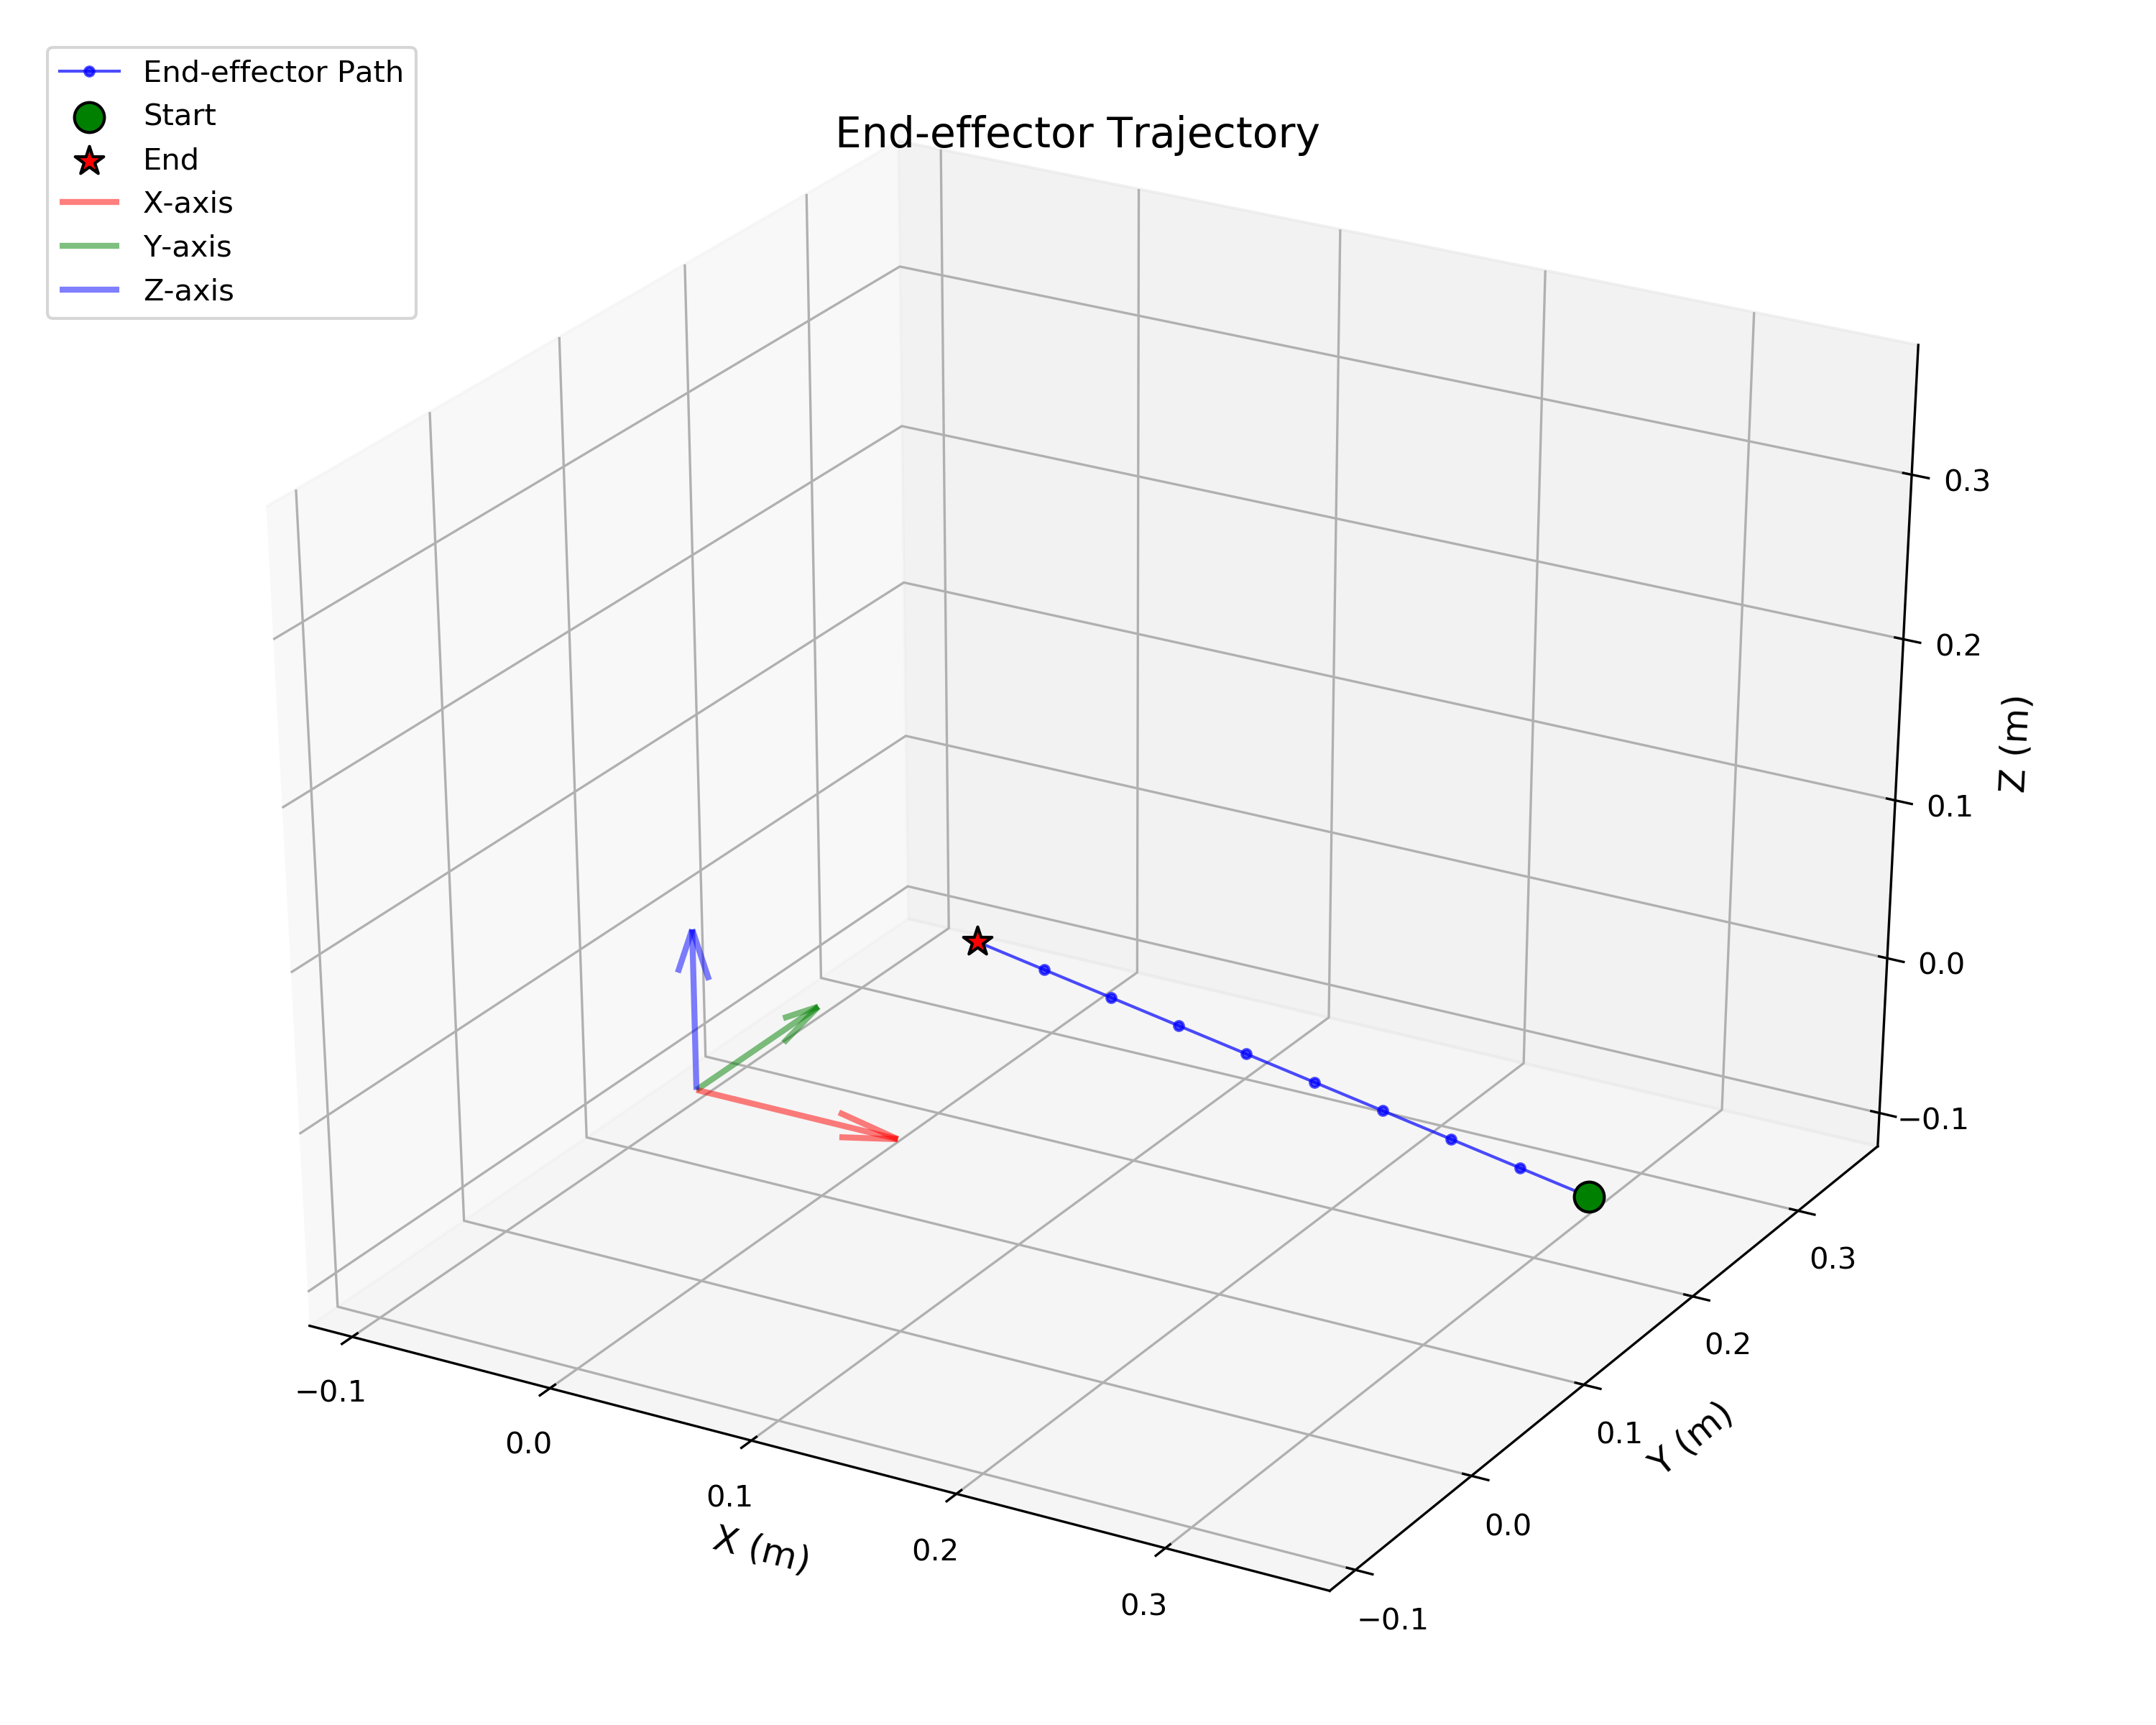 End-effector Trajectory
End-effector Path
Start
End
X-axis
Y-axis
Z-axis
0.3
0.2
0.1
0.0
−0.1
Z (m)
0.3
0.2
0.1
0.0
−0.1
Y (m)
−0.1
0.0
0.1
0.2
0.3
X (m)